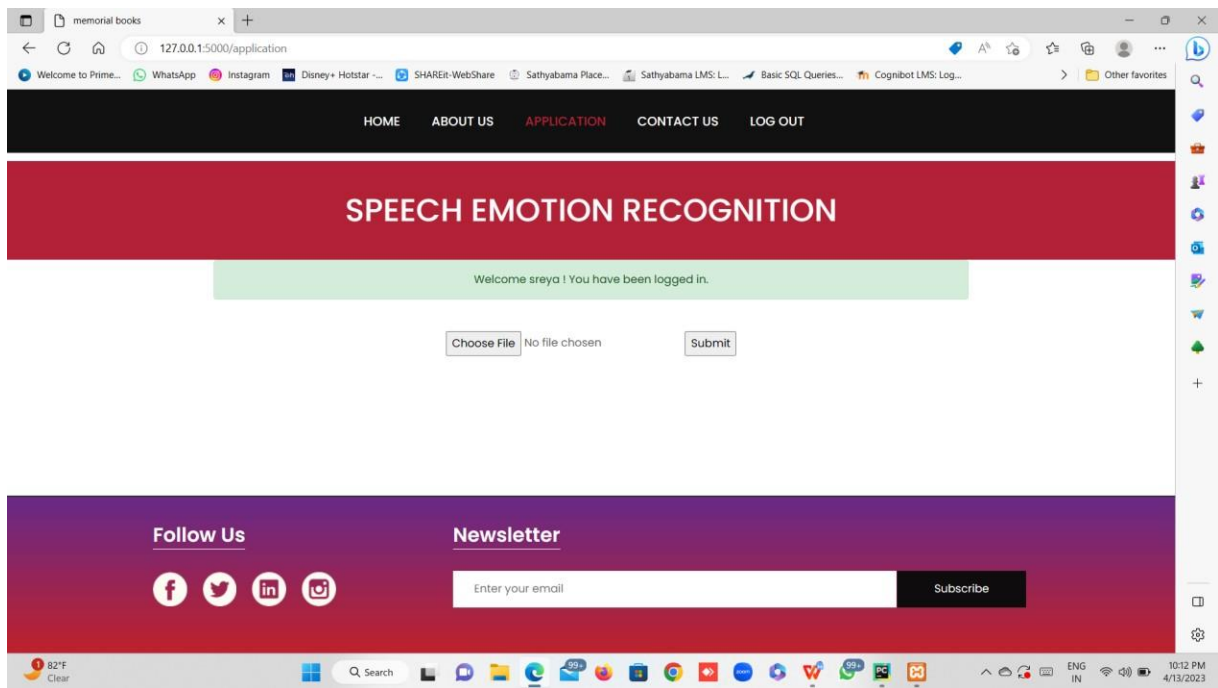 memorial books
127.0.0.1:5000/application
Welcome to Prime... WhatsApp Instagram Disney+ Hotstar -... SHAREit-WebShare Sathyabama Place... Sathyabama LMS: L... Basic SQL Queries... Cognibot LMS: Log... Other favorites
HOME ABOUT US APPLICATION CONTACT US LOG OUT
SPEECH EMOTION RECOGNITION
Welcome sreya ! You have been logged in.
Choose File No file chosen Submit
Follow Us Newsletter
Enter your email Subscribe
1 82°F Search 99+ 99+ ENG 10:12 PM
Clear IN 4/13/2023